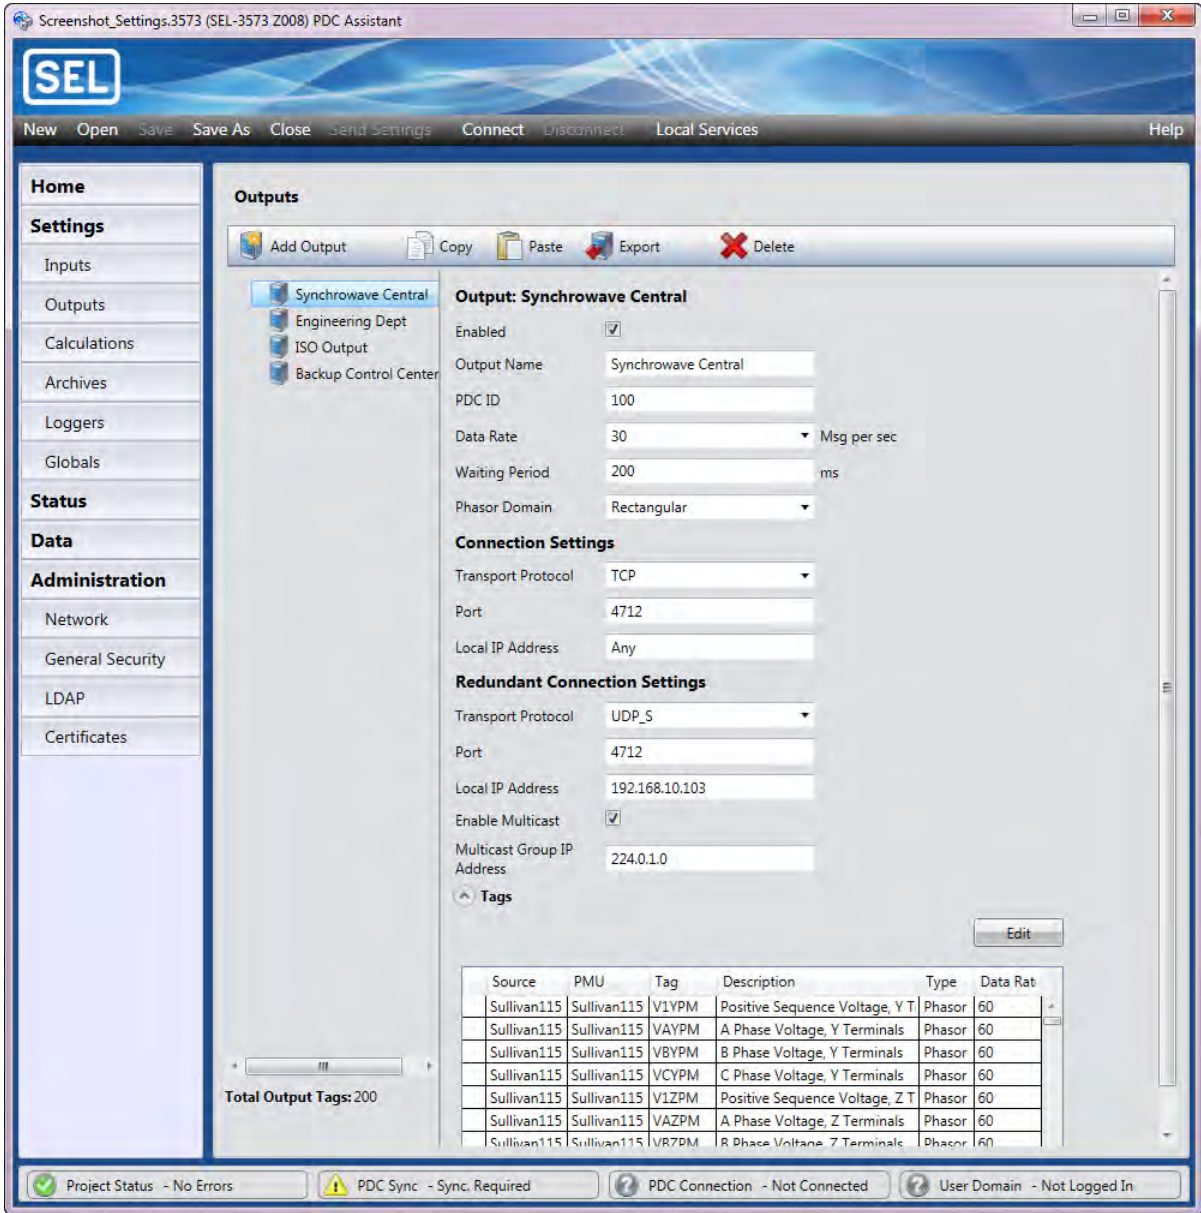 Screenshot_Settings.3573 (SEL-3573 Z008) PDC Assistant
SEL
New Open Save Save As Close Send Settings Connect Disconnect Local Services Help
Home
Settings
Inputs
Outputs
Calculations
Archives
Loggers
Globals
Status
Data
Administration
Network
General Security
LDAP
Certificates
Outputs
Add Output Copy Paste Export Delete
Synchrowave Central
Engineering Dept
ISO Output
Backup Control Center
Total Output Tags: 200
Output: Synchrowave Central
Enabled
Output Name Synchrowave Central
PDC ID 100
Data Rate 30 Msg per sec
Waiting Period 200 ms
Phasor Domain Rectangular
Connection Settings
Transport Protocol TCP
Port 4712
Local IP Address Any
Redundant Connection Settings
Transport Protocol UDP_S
Port 4712
Local IP Address 192.168.10.103
Enable Multicast
Multicast Group IP
Address 224.0.1.0
Tags
Edit
Source PMU Tag Description Type Data Rat
Sullivan115 Sullivan115 V1YPM Positive Sequence Voltage, Y T Phasor 60
Sullivan115 Sullivan115 VAYPM A Phase Voltage, Y Terminals Phasor 60
Sullivan115 Sullivan115 VBYPM B Phase Voltage, Y Terminals Phasor 60
Sullivan115 Sullivan115 VCYPM C Phase Voltage, Y Terminals Phasor 60
Sullivan115 Sullivan115 V1ZPM Positive Sequence Voltage, Z T Phasor 60
Sullivan115 Sullivan115 VAZPM A Phase Voltage, Z Terminals Phasor 60
Sullivan115 Sullivan115 VBZPM B Phase Voltage, Z Terminals Phasor 60
Project Status - No Errors PDC Sync - Sync. Required PDC Connection - Not Connected User Domain - Not Logged In